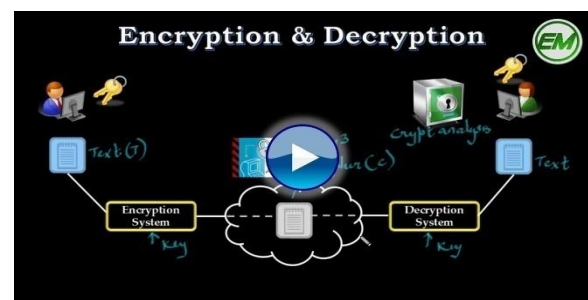 Encryption & Decryption
EM
Text (T)
Crypt analysis
Text
Encryption
System
Decryption
System
Key
Key